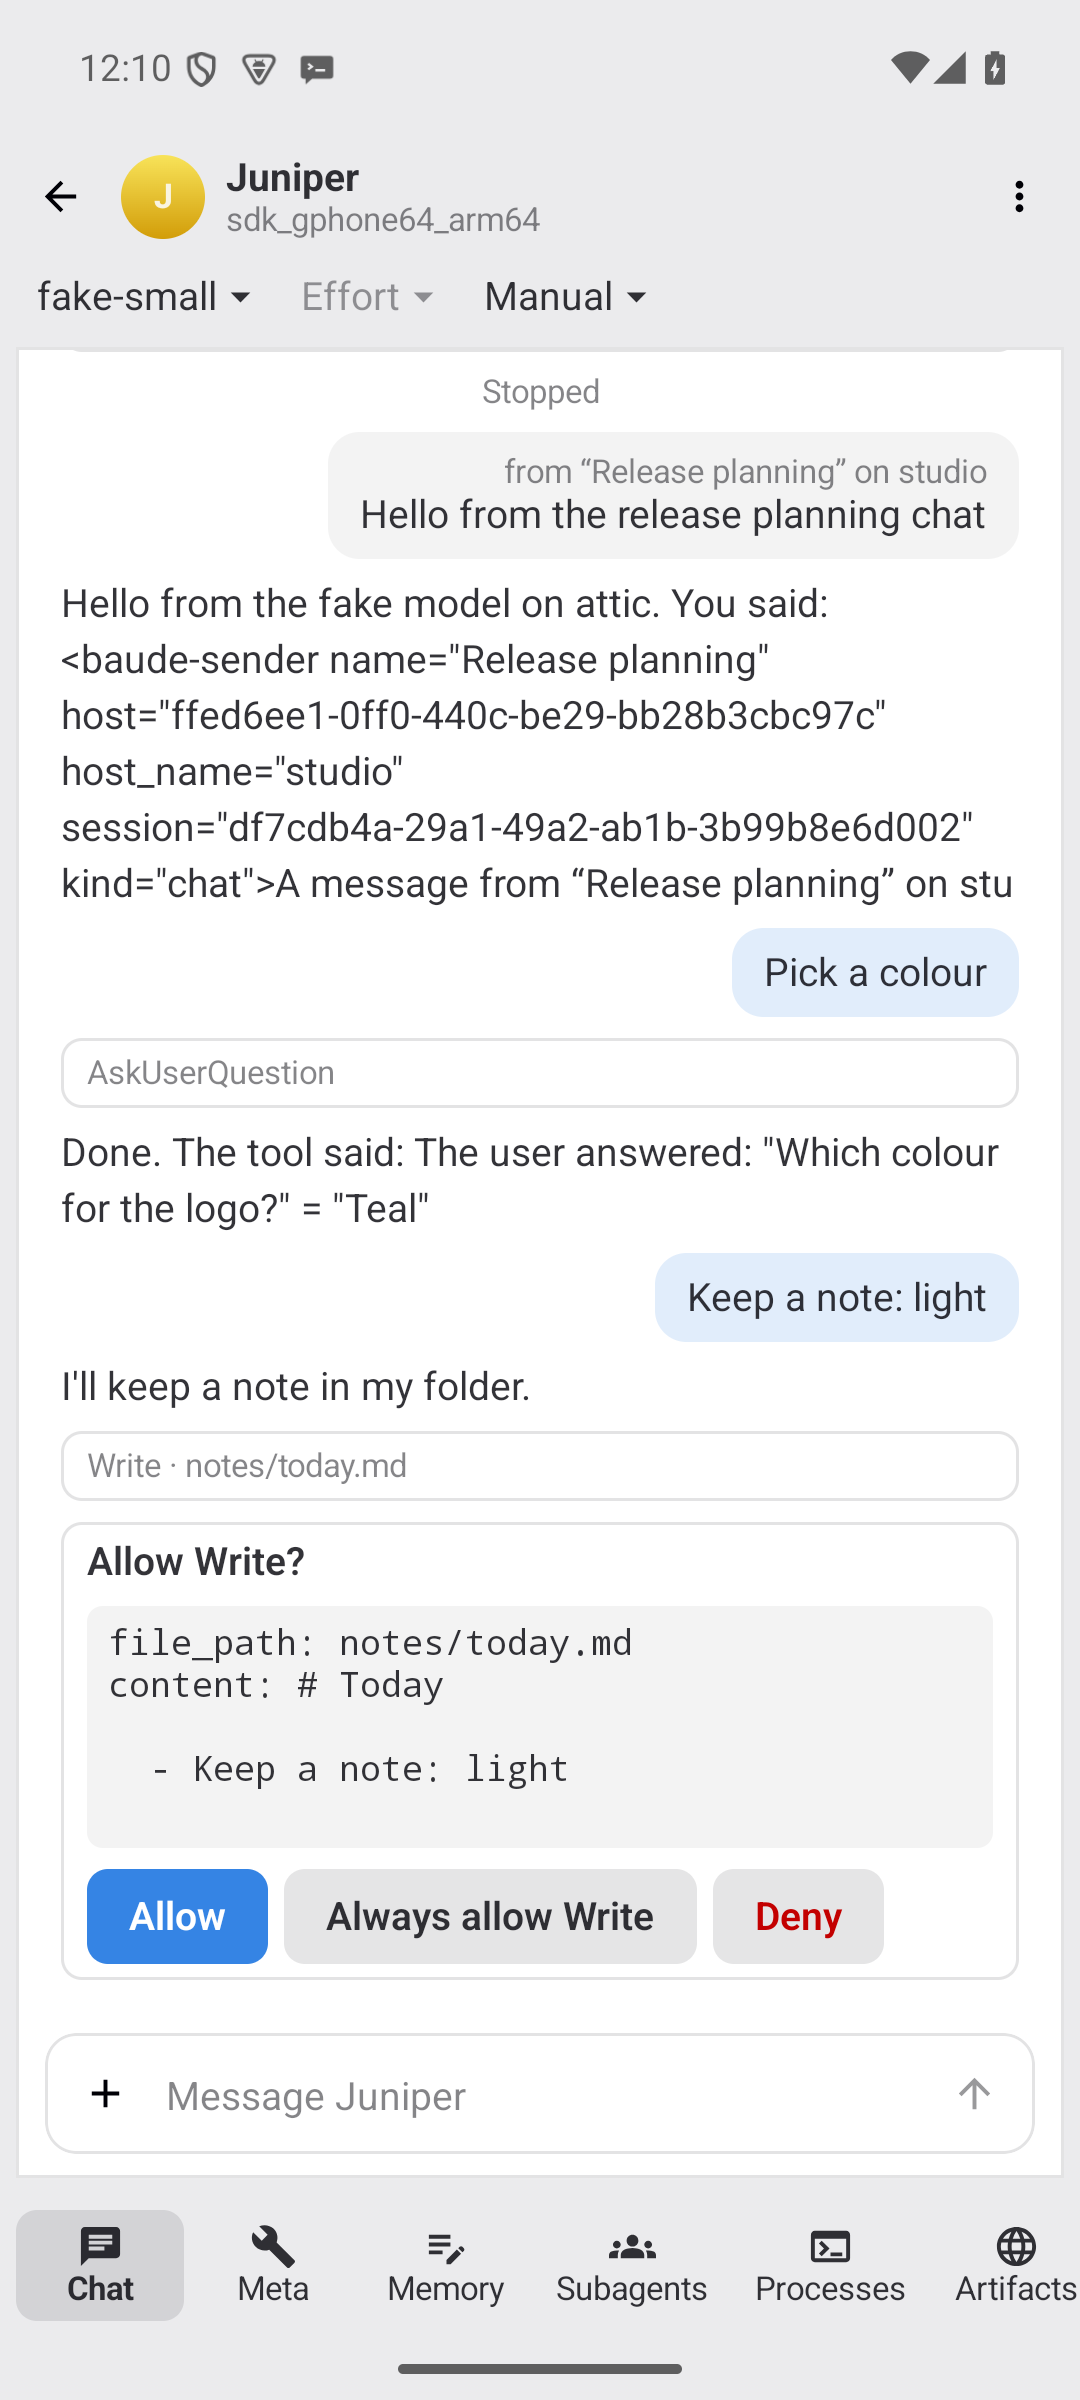 12:10
J
Juniper
sdk_gphone64_arm64
fake-small
Effort
Manual
Stopped
from “Release planning” on studio
Hello from the release planning chat
Hello from the fake model on attic. You said:
<baude-sender name="Release planning"
host="ffed6ee1-0ff0-440c-be29-bb28b3cbc97c"
host_name="studio"
session="df7cdb4a-29a1-49a2-ab1b-3b99b8e6d002"
kind="chat">A message from “Release planning” on stu
Pick a colour
AskUserQuestion
Done. The tool said: The user answered: "Which colour
for the logo?" = "Teal"
Keep a note: light
I'll keep a note in my folder.
Write · notes/today.md
Allow Write?
file_path: notes/today.md
content: # Today
- Keep a note: light
Allow
Always allow Write
Deny
Message Juniper
Chat
Meta
Memory
Subagents
Processes
Artifacts